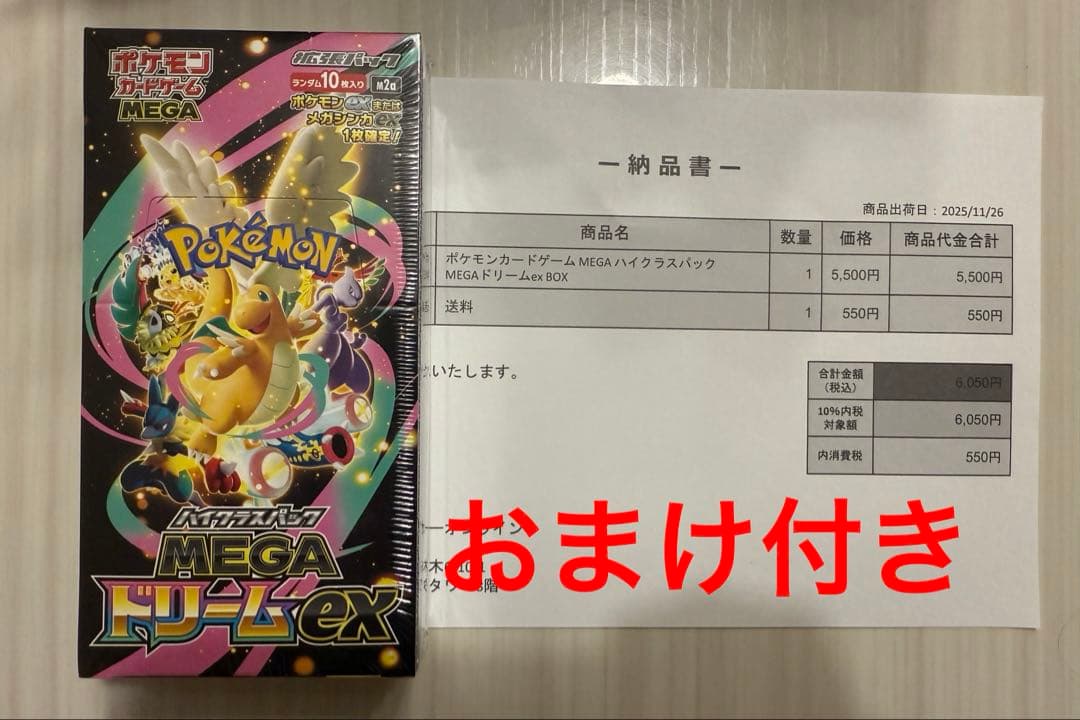 ポケモン
カードゲーム
MEGA
拡張パック
ランダム10枚入り M2a
ポケモンexまたは
メガシンカex
1枚確定!
POKÉMON
ハイクラスパック
MEGA
ドリームex
ー納品書ー
商品出荷日：2025/11/26
商品名 数量 価格 商品代金合計
ポケモンカードゲーム MEGA ハイクラスパック
MEGAドリームex BOX 1 5,500円 5,500円
送料 1 550円 550円
いたします。
合計金額
（税込） 6,050円
10%内税
対象額 6,050円
内消費税 550円
おまけ付き